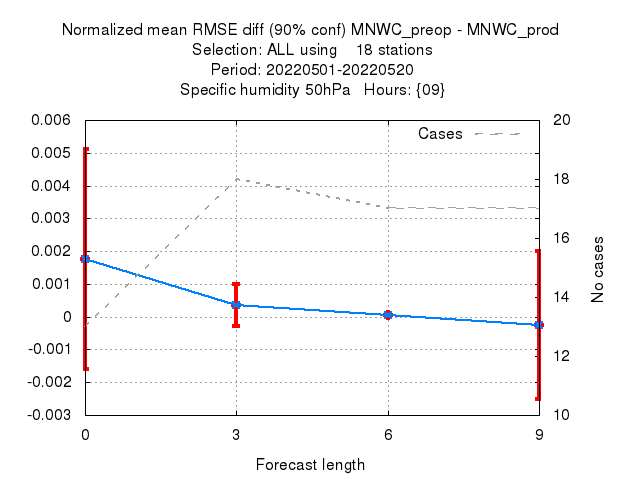 Normalized mean RMSE diff (90% conf) MNWC_preop - MNWC_prod
Selection: ALL using    18 stations
Period: 20220501-20220520
Specific humidity 50hPa   Hours: {09}
Cases
0.006
0.005
0.004
0.003
0.002
0.001
0
-0.001
-0.002
-0.003
20
18
16
14
12
10
No cases
0 3 6 9
Forecast length